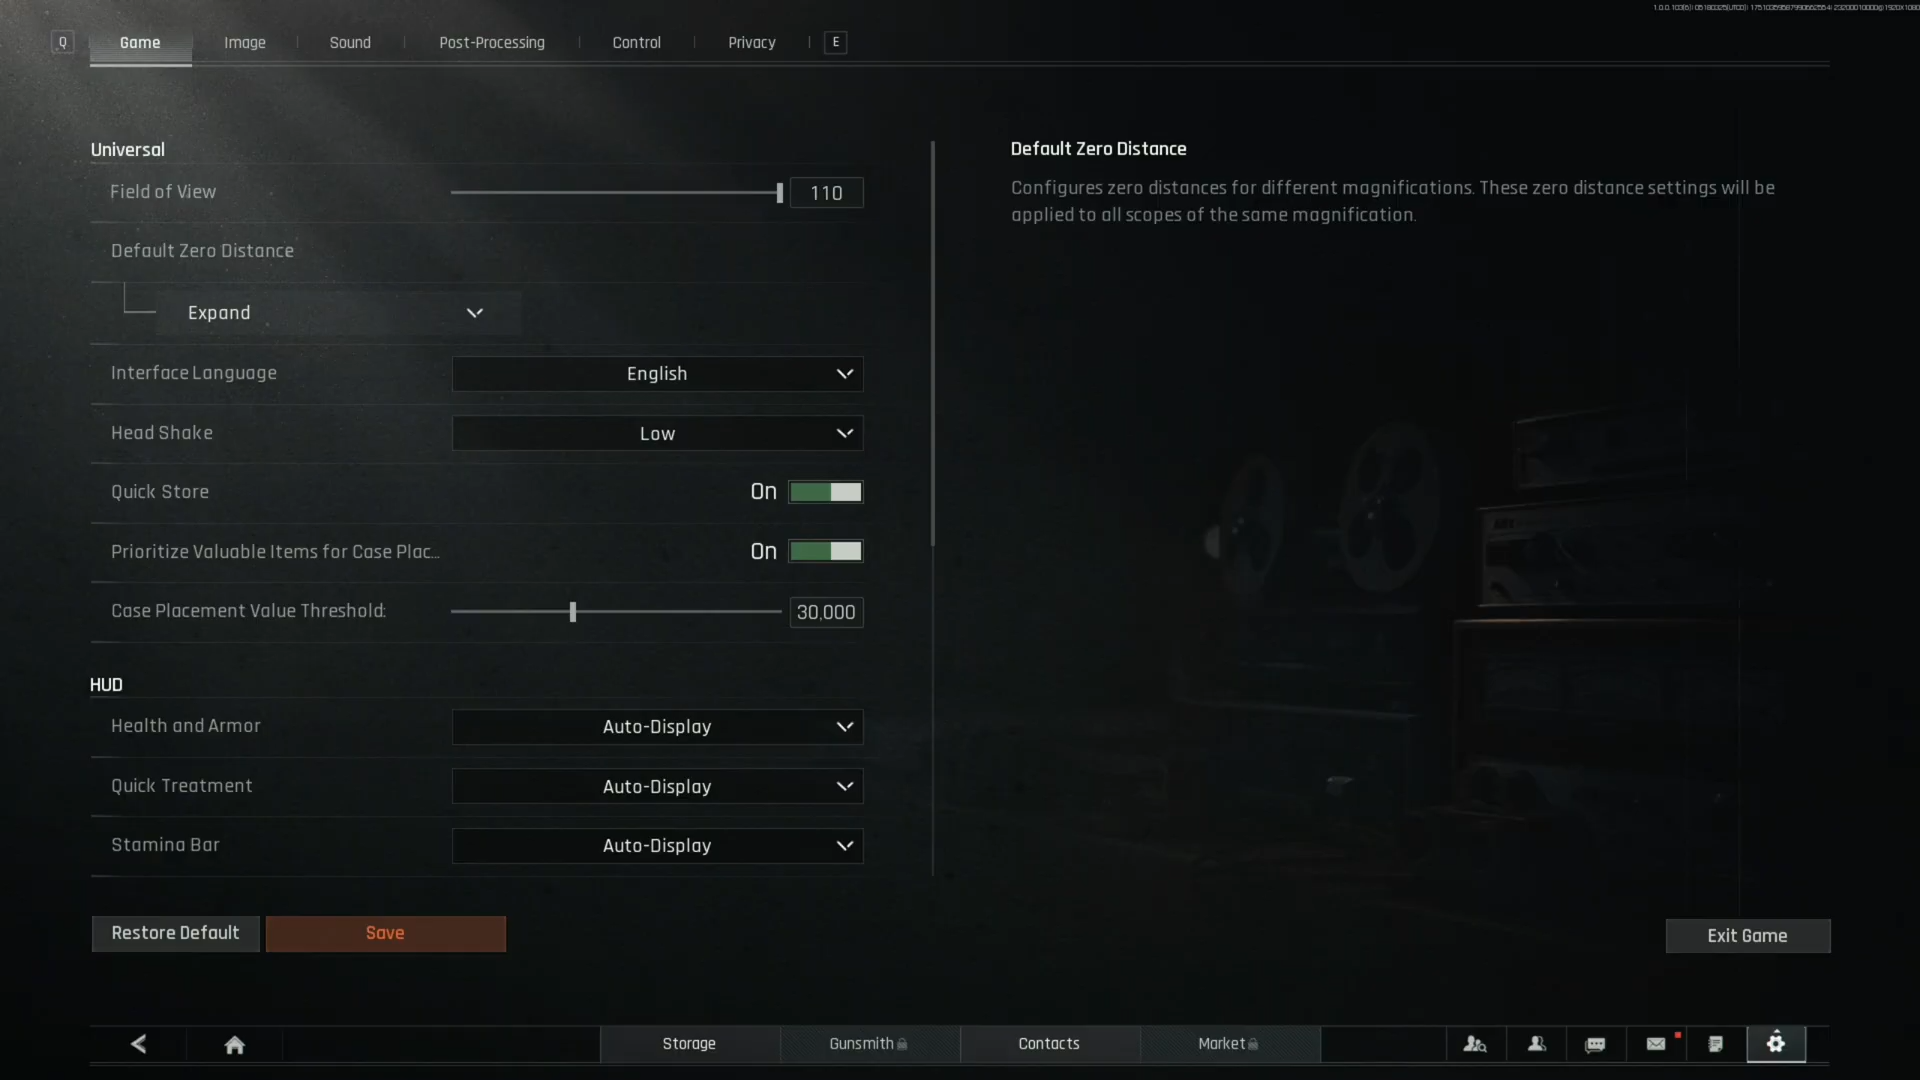 Q
Game
Image
Sound
Post-Processing
Control
Privacy
E
Universal
Field of View
110
Default Zero Distance
Expand
Interface Language
English
Head Shake
Low
Quick Store
On
Prioritize Valuable Items for Case Plac...
On
Case Placement Value Threshold:
30,000
HUD
Health and Armor
Auto-Display
Quick Treatment
Auto-Display
Stamina Bar
Auto-Display
Default Zero Distance
Configures zero distances for different magnifications. These zero distance settings will be
applied to all scopes of the same magnification.
Restore Default
Save
Exit Game
Storage
Gunsmith
Contacts
Market